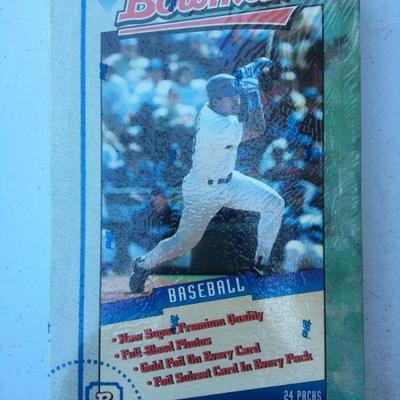 Bowman
BASEBALL
• New Super Premium Quality
• Full-Bleed Photos
• Gold Foil On Every Card
• Foil Subset Card In Every Pack
24 PACKS
B